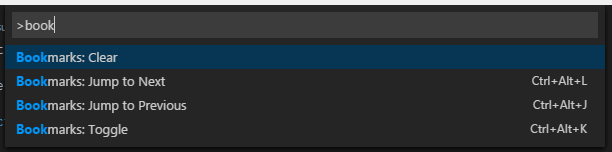 >book
Bookmarks: Clear
Bookmarks: Jump to Next Ctrl+Alt+L
Bookmarks: Jump to Previous Ctrl+Alt+J
Bookmarks: Toggle Ctrl+Alt+K